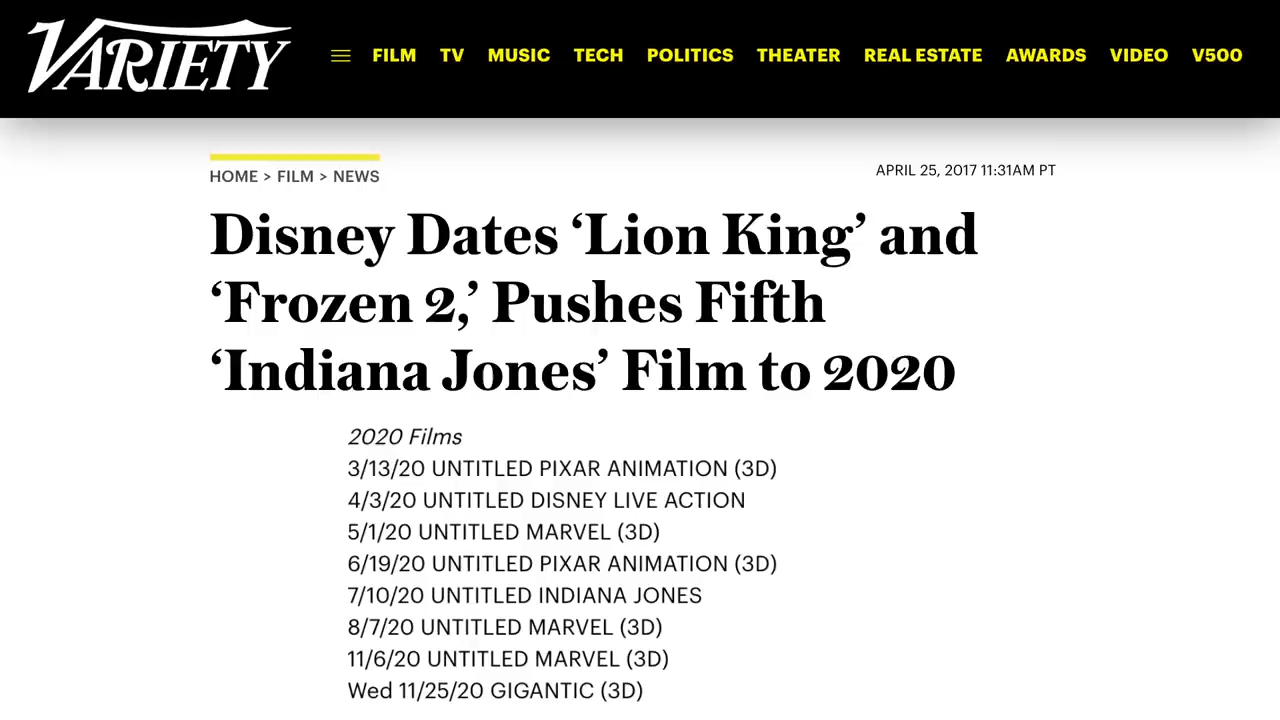 VARIETY
FILM TV MUSIC TECH POLITICS THEATER REAL ESTATE AWARDS VIDEO V500
HOME > FILM > NEWS
APRIL 25, 2017 11:31AM PT
Disney Dates ‘Lion King’ and
‘Frozen 2,’ Pushes Fifth
‘Indiana Jones’ Film to 2020
2020 Films
3/13/20 UNTITLED PIXAR ANIMATION (3D)
4/3/20 UNTITLED DISNEY LIVE ACTION
5/1/20 UNTITLED MARVEL (3D)
6/19/20 UNTITLED PIXAR ANIMATION (3D)
7/10/20 UNTITLED INDIANA JONES
8/7/20 UNTITLED MARVEL (3D)
11/6/20 UNTITLED MARVEL (3D)
Wed 11/25/20 GIGANTIC (3D)